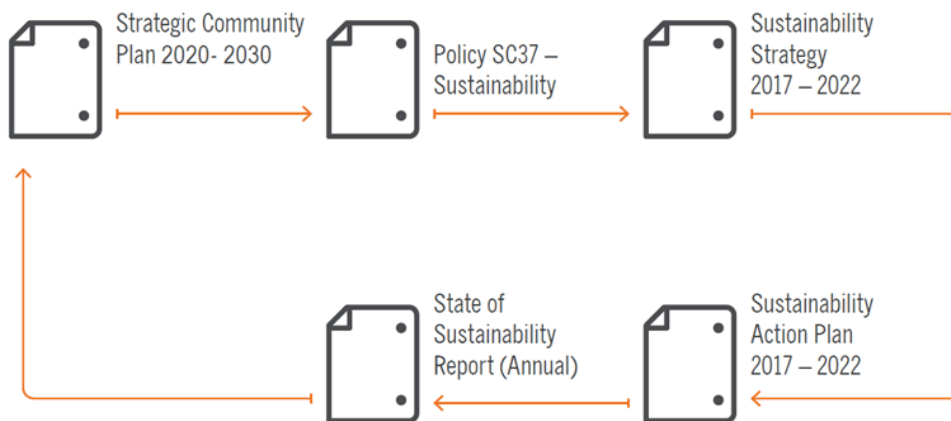 Strategic Community
Plan 2020- 2030
Policy SC37 –
Sustainability
Sustainability
Strategy
2017 – 2022
State of
Sustainability
Report (Annual)
Sustainability
Action Plan
2017 – 2022